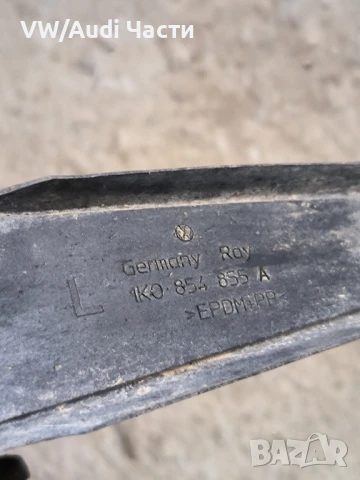 VW/Audi Части
Germany Roy
L
1K0 854 855 A
>EPDM+PP<
BAZAR
bg